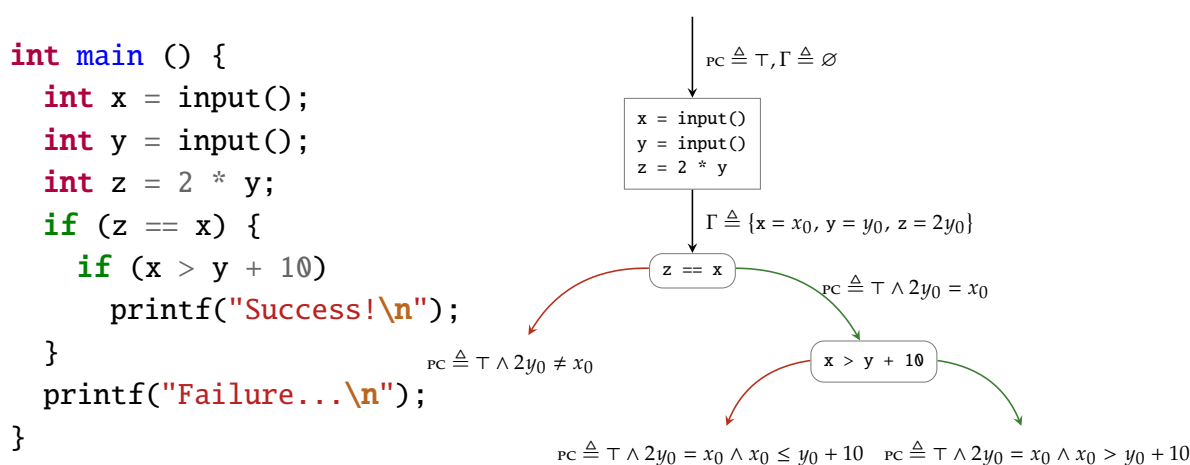 int main () {
int x = input();
int y = input();
int z = 2 * y;
if (z == x) {
if (x > y + 10)
printf("Success!\n");
}
printf("Failure...\n");
}
PC ≜ ⊤, Γ ≜ ∅
x = input()
y = input()
z = 2 * y
Γ ≜ {x = x₀, y = y₀, z = 2y₀}
z == x
PC ≜ ⊤ ∧ 2y₀ = x₀
PC ≜ ⊤ ∧ 2y₀ ≠ x₀
x > y + 10
PC ≜ ⊤ ∧ 2y₀ = x₀ ∧ x₀ ≤ y₀ + 10
PC ≜ ⊤ ∧ 2y₀ = x₀ ∧ x₀ > y₀ + 10